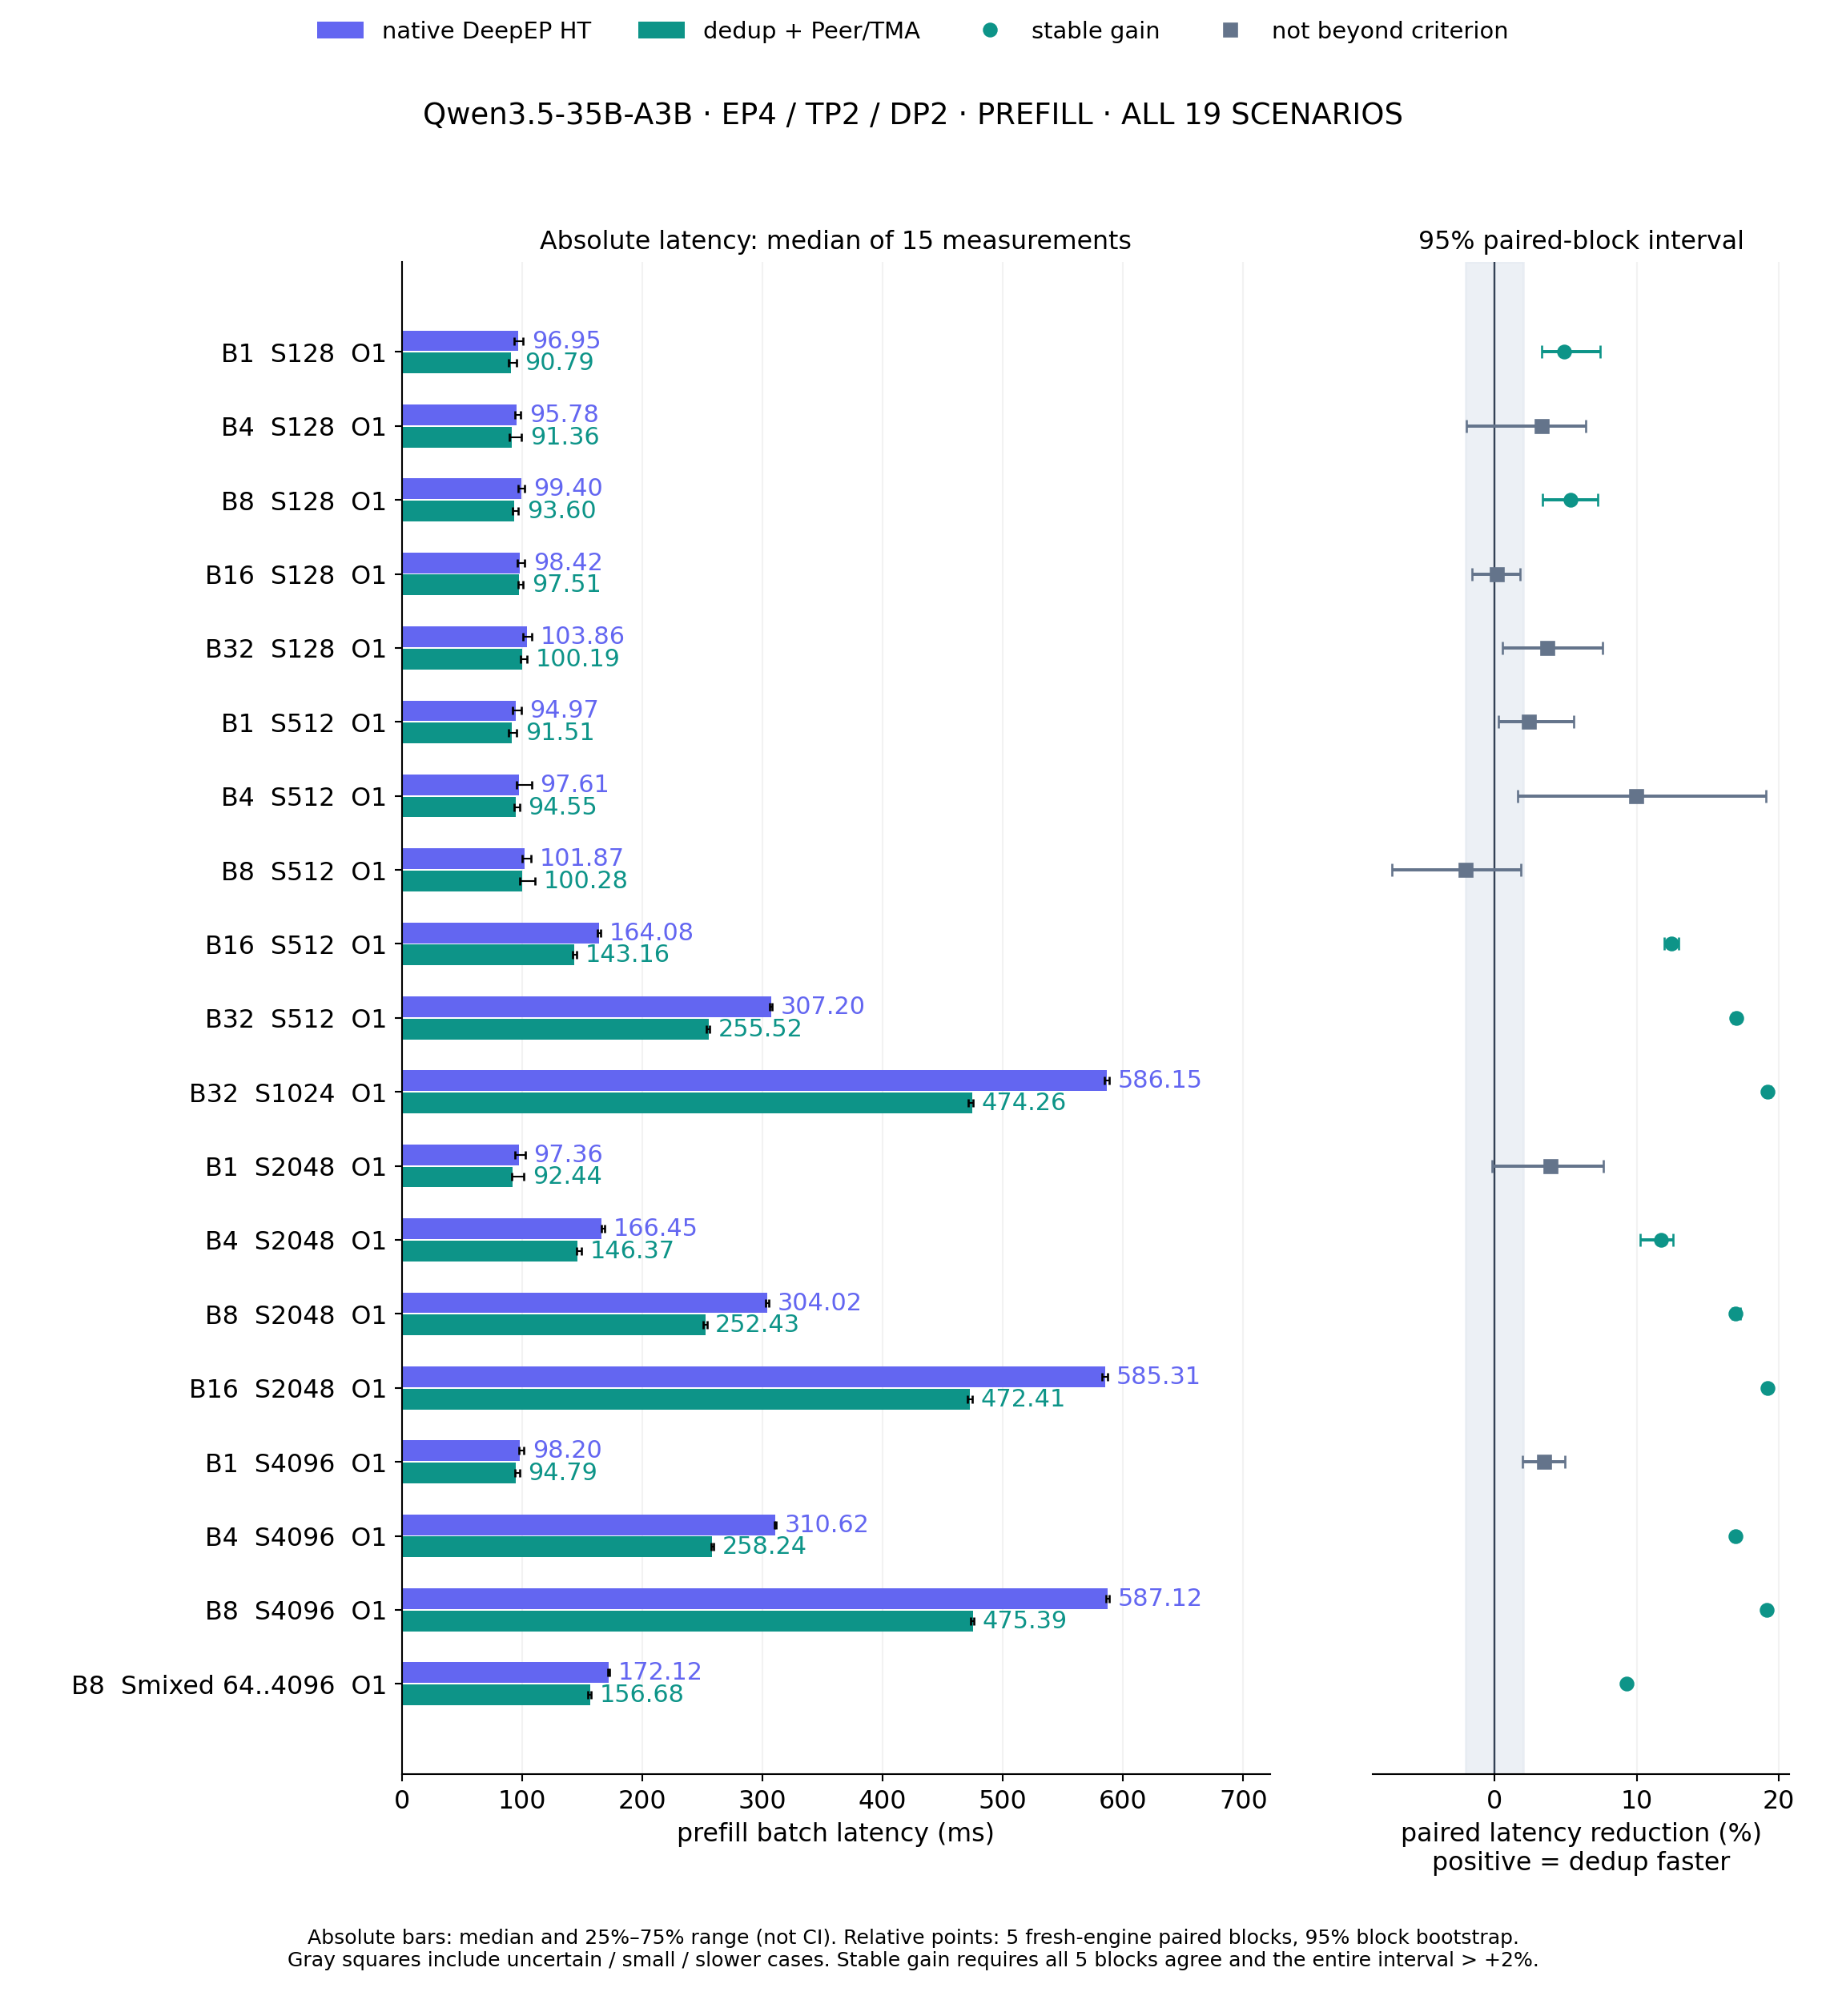 native DeepEP HT  dedup + Peer/TMA  stable gain  not beyond criterion
Qwen3.5-35B-A3B · EP4 / TP2 / DP2 · PREFILL · ALL 19 SCENARIOS
Absolute latency: median of 15 measurements
95% paired-block interval
B1 S128 O1 96.95
90.79
B4 S128 O1 95.78
91.36
B8 S128 O1 99.40
93.60
B16 S128 O1 98.42
97.51
B32 S128 O1 103.86
100.19
B1 S512 O1 94.97
91.51
B4 S512 O1 97.61
94.55
B8 S512 O1 101.87
100.28
B16 S512 O1 164.08
143.16
B32 S512 O1 307.20
255.52
B32 S1024 O1 586.15
474.26
B1 S2048 O1 97.36
92.44
B4 S2048 O1 166.45
146.37
B8 S2048 O1 304.02
252.43
B16 S2048 O1 585.31
472.41
B1 S4096 O1 98.20
94.79
B4 S4096 O1 310.62
258.24
B8 S4096 O1 587.12
475.39
B8 Smixed 64..4096 O1 172.12
156.68
0 100 200 300 400 500 600 700
prefill batch latency (ms)
0 10 20
paired latency reduction (%)
positive = dedup faster
Absolute bars: median and 25%–75% range (not CI). Relative points: 5 fresh-engine paired blocks, 95% block bootstrap.
Gray squares include uncertain / small / slower cases. Stable gain requires all 5 blocks agree and the entire interval > +2%.